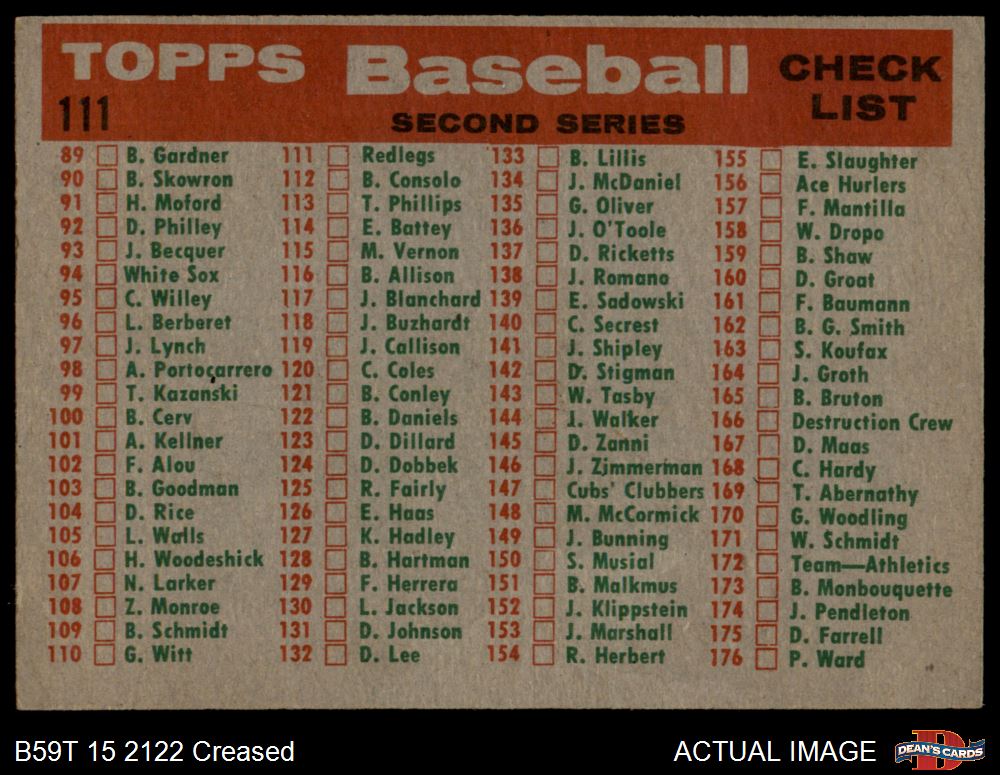 TOPPS Baseball CHECK LIST
111
SECOND SERIES
89 B. Gardner
90 B. Skowron
91 H. Moford
92 D. Philley
93 J. Becquer
94 White Sox
95 C. Willey
96 L. Berberet
97 J. Lynch
98 A. Portocarrero
99 T. Kazanski
100 B. Cerv
101 A. Kellner
102 F. Alou
103 B. Goodman
104 D. Rice
105 L. Walls
106 H. Woodeshick
107 N. Larker
108 Z. Monroe
109 B. Schmidt
110 G. Witt
111 Redlegs
112 B. Consolo
113 T. Phillips
114 E. Battey
115 M. Vernon
116 B. Allison
117 J. Blanchard
118 J. Buzhardt
119 J. Callison
120 C. Coles
121 B. Conley
122 B. Daniels
123 D. Dillard
124 D. Dobbek
125 R. Fairly
126 E. Haas
127 K. Hadley
128 B. Hartman
129 F. Herrera
130 L. Jackson
131 D. Johnson
132 D. Lee
133 B. Lillis
134 J. McDaniel
135 G. Oliver
136 J. O'Toole
137 D. Ricketts
138 J. Romano
139 E. Sadowski
140 C. Secrest
141 J. Shipley
142 D. Stigman
143 W. Tasby
144 J. Walker
145 D. Zanni
146 J. Zimmerman
147 Cubs' Clubbers
148 M. McCormick
149 J. Bunning
150 S. Musial
151 B. Malkmus
152 J. Klippstein
153 J. Marshall
154 R. Herbert
155 E. Slaughter
156 Ace Hurlers
157 F. Mantilla
158 W. Dropo
159 B. Shaw
160 D. Groat
161 F. Baumann
162 B. G. Smith
163 S. Koufax
164 J. Groth
165 B. Bruton
166 Destruction Crew
167 D. Maas
168 C. Hardy
169 T. Abernathy
170 G. Woodling
171 W. Schmidt
172 Team—Athletics
173 B. Monbouquette
174 J. Pendleton
175 D. Farrell
176 P. Ward
B59T 15 2122 Creased
ACTUAL IMAGE
DEAN'S CARDS